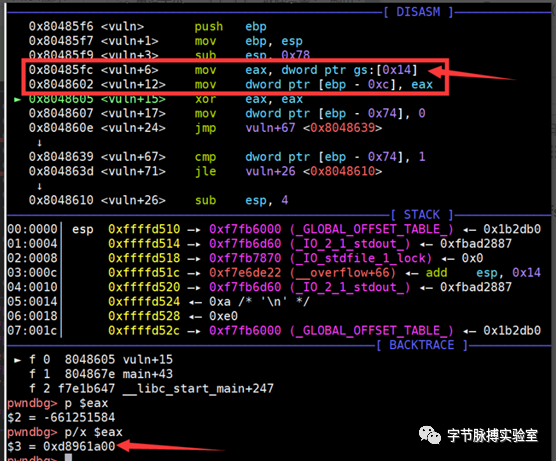 [ DISASM ]
0x80485f6 <vuln> push ebp
0x80485f7 <vuln+1> mov ebp, esp
0x80485f9 <vuln+3> sub esp, 0x78
0x80485fc <vuln+6> mov eax, dword ptr gs:[0x14]
0x8048602 <vuln+12> mov dword ptr [ebp - 0xc], eax
► 0x8048605 <vuln+15> xor eax, eax
0x8048607 <vuln+17> mov dword ptr [ebp - 0x74], 0
0x804860e <vuln+24> jmp vuln+67 <0x8048639>
↓
0x8048639 <vuln+67> cmp dword ptr [ebp - 0x74], 1
0x804863d <vuln+71> jle vuln+26 <0x8048610>
↓
0x8048610 <vuln+26> sub esp, 4
[ STACK ]
00:0000│ esp 0xffffd510 —▸ 0xf7fb6000 (_GLOBAL_OFFSET_TABLE_) ◂— 0x1b2db0
01:0004│ 0xffffd514 —▸ 0xf7fb6d60 (_IO_2_1_stdout_) ◂— 0xfbad2887
02:0008│ 0xffffd518 —▸ 0xf7fb7870 (_IO_stdfile_1_lock) ◂— 0x0
03:000c│ 0xffffd51c —▸ 0xf7e6de22 (__overflow+66) ◂— add esp, 0x14
04:0010│ 0xffffd520 —▸ 0xf7fb6d60 (_IO_2_1_stdout_) ◂— 0xfbad2887
05:0014│ 0xffffd524 ◂— 0xa /* '\n' */
06:0018│ 0xffffd528 ◂— 0xe0
07:001c│ 0xffffd52c —▸ 0xf7fb6000 (_GLOBAL_OFFSET_TABLE_) ◂— 0x1b2db0
[ BACKTRACE ]
► f 0 8048605 vuln+15
f 1 804867e main+43
f 2 f7e1b647 __libc_start_main+247
pwndbg> p $eax
$2 = -661251584
pwndbg> p/x $eax
$3 = 0xd8961a00
pwndbg>
字节脉搏实验室